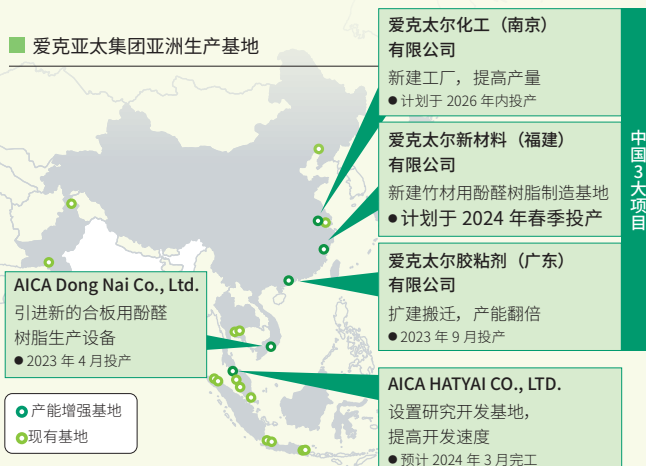 爱克亚太集团亚洲生产基地
爱克太尔化工（南京）
有限公司
新建工厂，提高产量
●计划于 2026 年内投产
爱克太尔新材料（福建）
有限公司
新建竹材用酚醛树脂制造基地
●计划于 2024 年春季投产
爱克太尔胶粘剂（广东）
有限公司
扩建搬迁，产能翻倍
●2023 年 9 月投产
中国3大项目
AICA Dong Nai Co., Ltd.
引进新的合板用酚醛
树脂生产设备
●2023 年 4 月投产
AICA HATYAI CO., LTD.
设置研究开发基地，
提高开发速度
●预计 2024 年 3 月完工
产能增强基地
现有基地